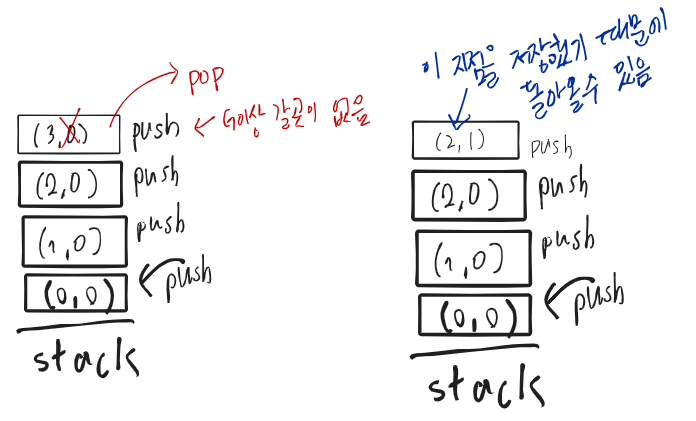 pop
(3,0) push ← 더이상 갈곳이 없음
(2,0) push
(1,0) push
(0,0) push
stack
이 지점을 저장했기 때문에
돌아올수 있음
(2,1) push
(2,0) push
(1,0) push
(0,0) push
stack